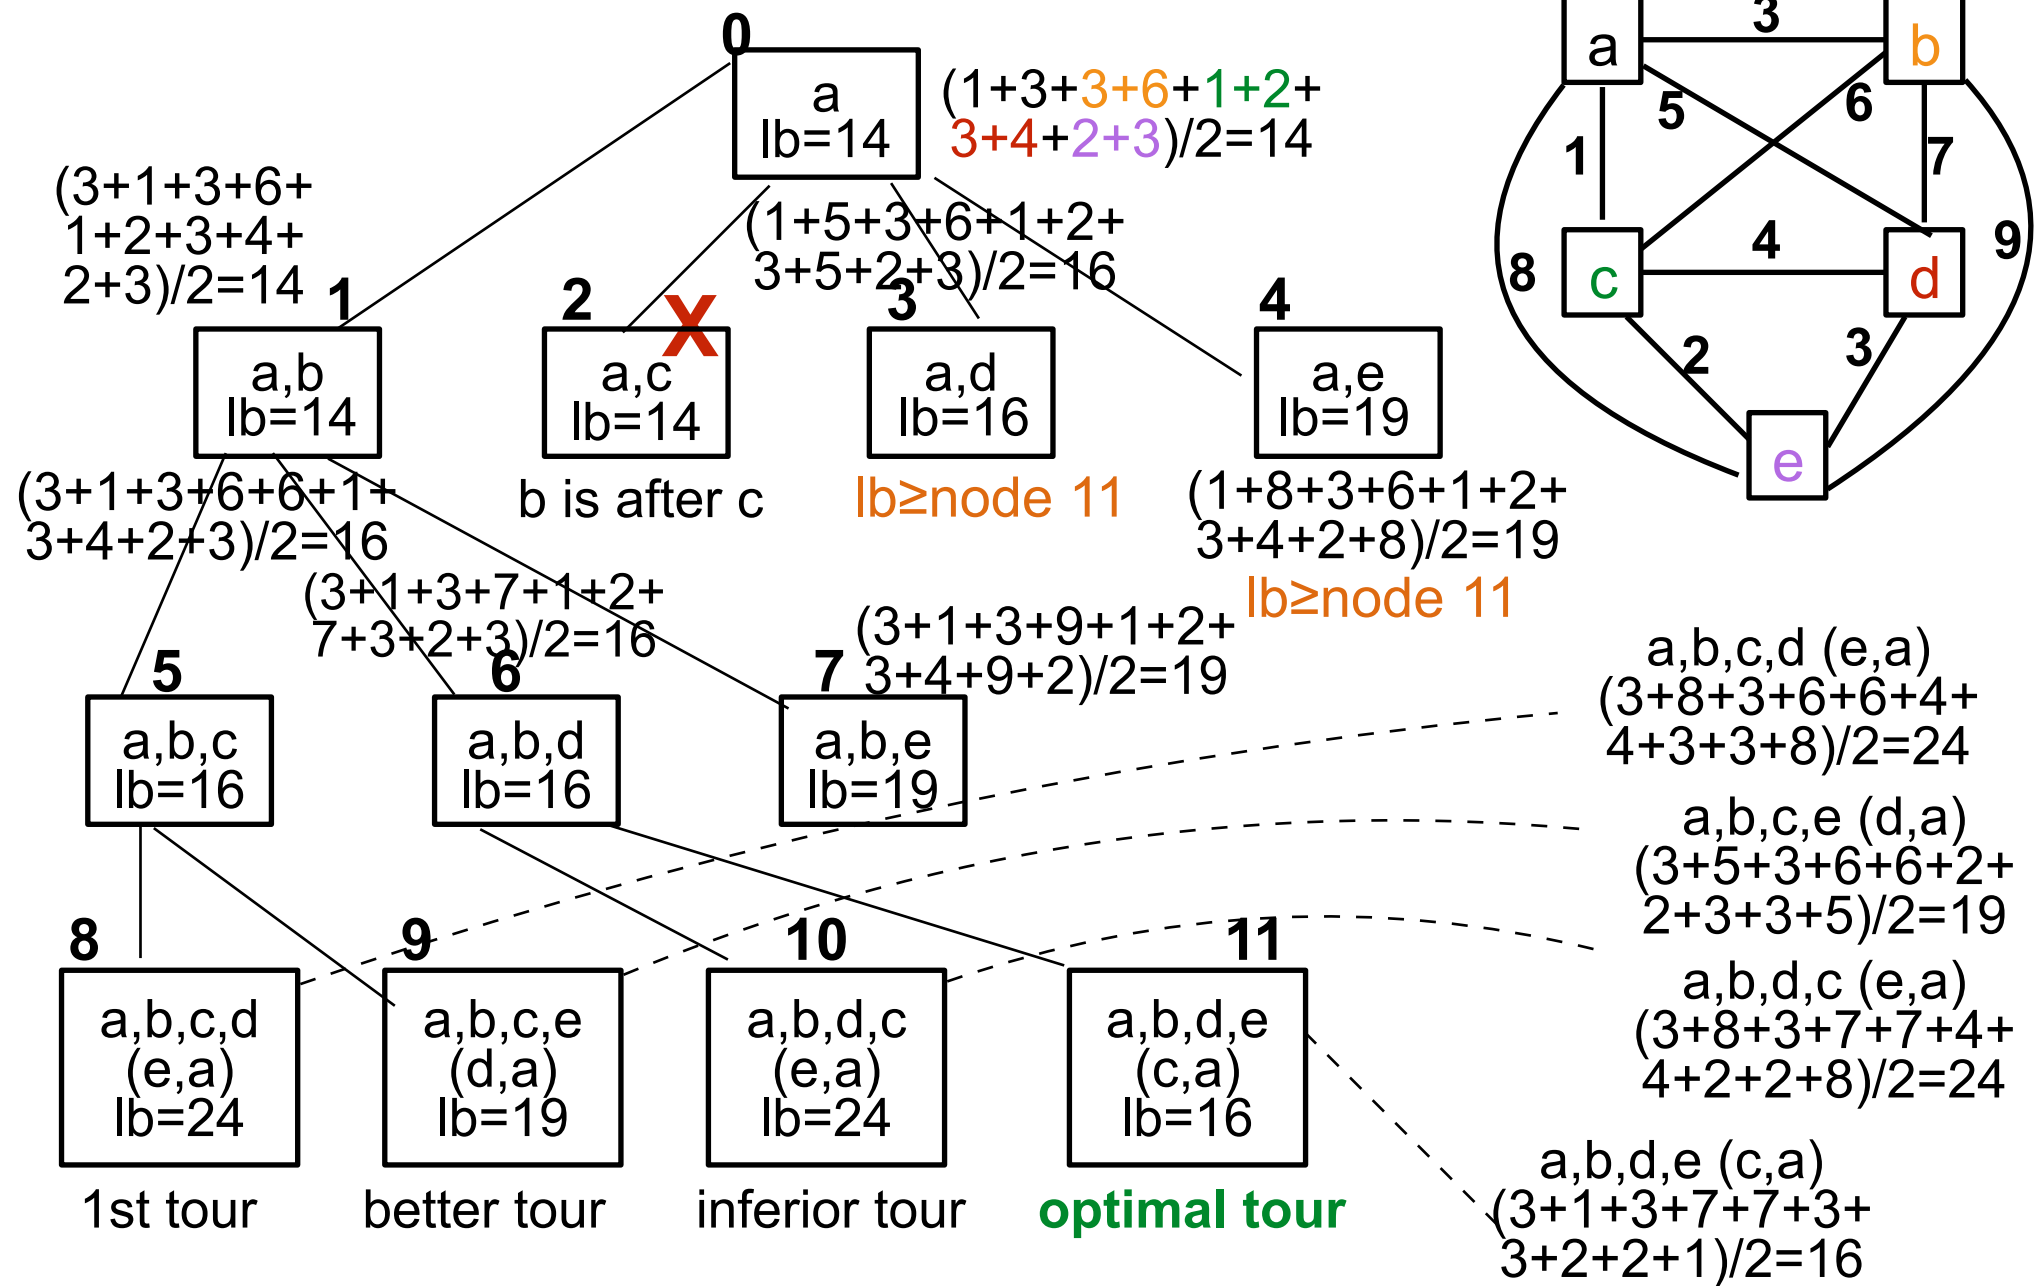 0
a
lb=14
(1+3+3+6+1+2+
3+4+2+3)/2=14
(3+1+3+6+
1+2+3+4+
2+3)/2=14
(1+5+3+6+1+2+
3+5+2+3)/2=16
1
a,b
lb=14
2
X
a,c
lb=14
b is after c
3
a,d
lb=16
lb≥node 11
4
a,e
lb=19
(1+8+3+6+1+2+
3+4+2+8)/2=19
lb≥node 11
(3+1+3+6+6+1+
3+4+2+3)/2=16
(3+1+3+7+1+2+
7+3+2+3)/2=16
(3+1+3+9+1+2+
3+4+9+2)/2=19
5
a,b,c
lb=16
6
a,b,d
lb=16
7
a,b,e
lb=19
8
a,b,c,d
(e,a)
lb=24
1st tour
9
a,b,c,e
(d,a)
lb=19
better tour
10
a,b,d,c
(e,a)
lb=24
inferior tour
11
a,b,d,e
(c,a)
lb=16
optimal tour
a
3
b
5
6
1
7
8
c
4
d
9
2
3
e
a,b,c,d (e,a)
(3+8+3+6+6+4+
4+3+3+8)/2=24
a,b,c,e (d,a)
(3+5+3+6+6+2+
2+3+3+5)/2=19
a,b,d,c (e,a)
(3+8+3+7+7+4+
4+2+2+8)/2=24
a,b,d,e (c,a)
(3+1+3+7+7+3+
3+2+2+1)/2=16